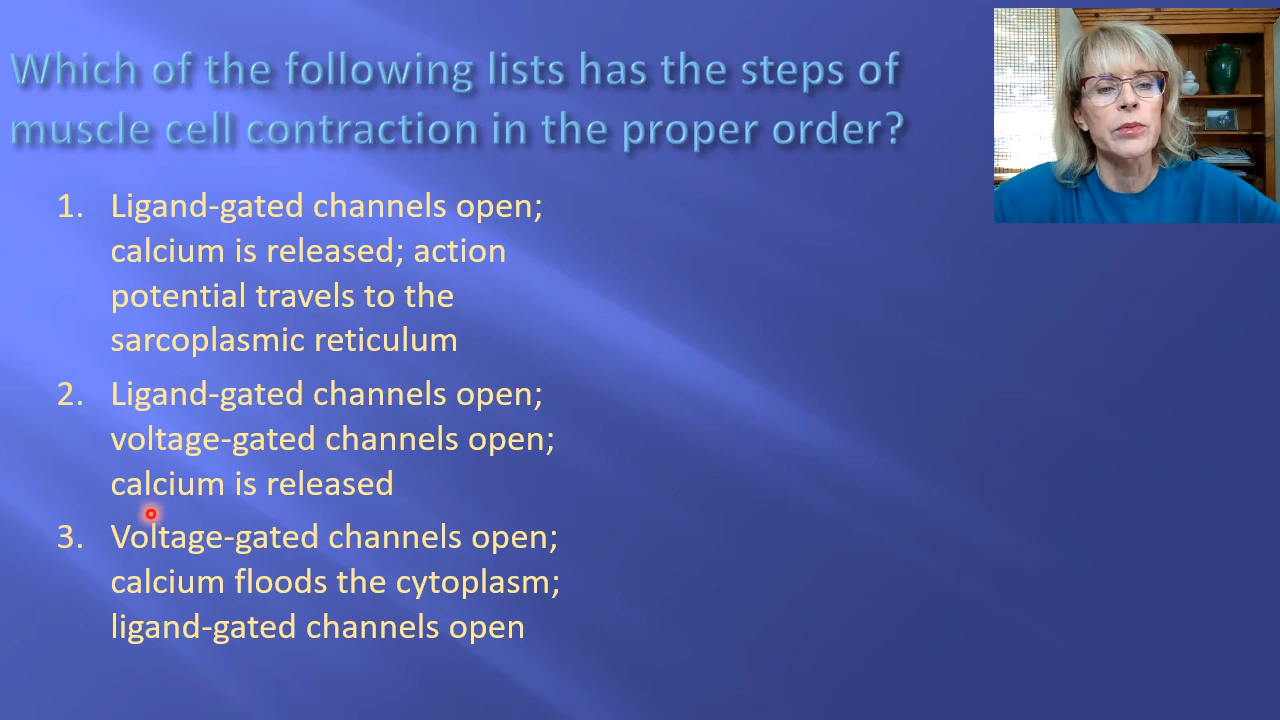 Which of the following lists has the steps of
muscle cell contraction in the proper order?
1. Ligand-gated channels open;
calcium is released; action
potential travels to the
sarcoplasmic reticulum
2. Ligand-gated channels open;
voltage-gated channels open;
calcium is released
3. Voltage-gated channels open;
calcium floods the cytoplasm;
ligand-gated channels open